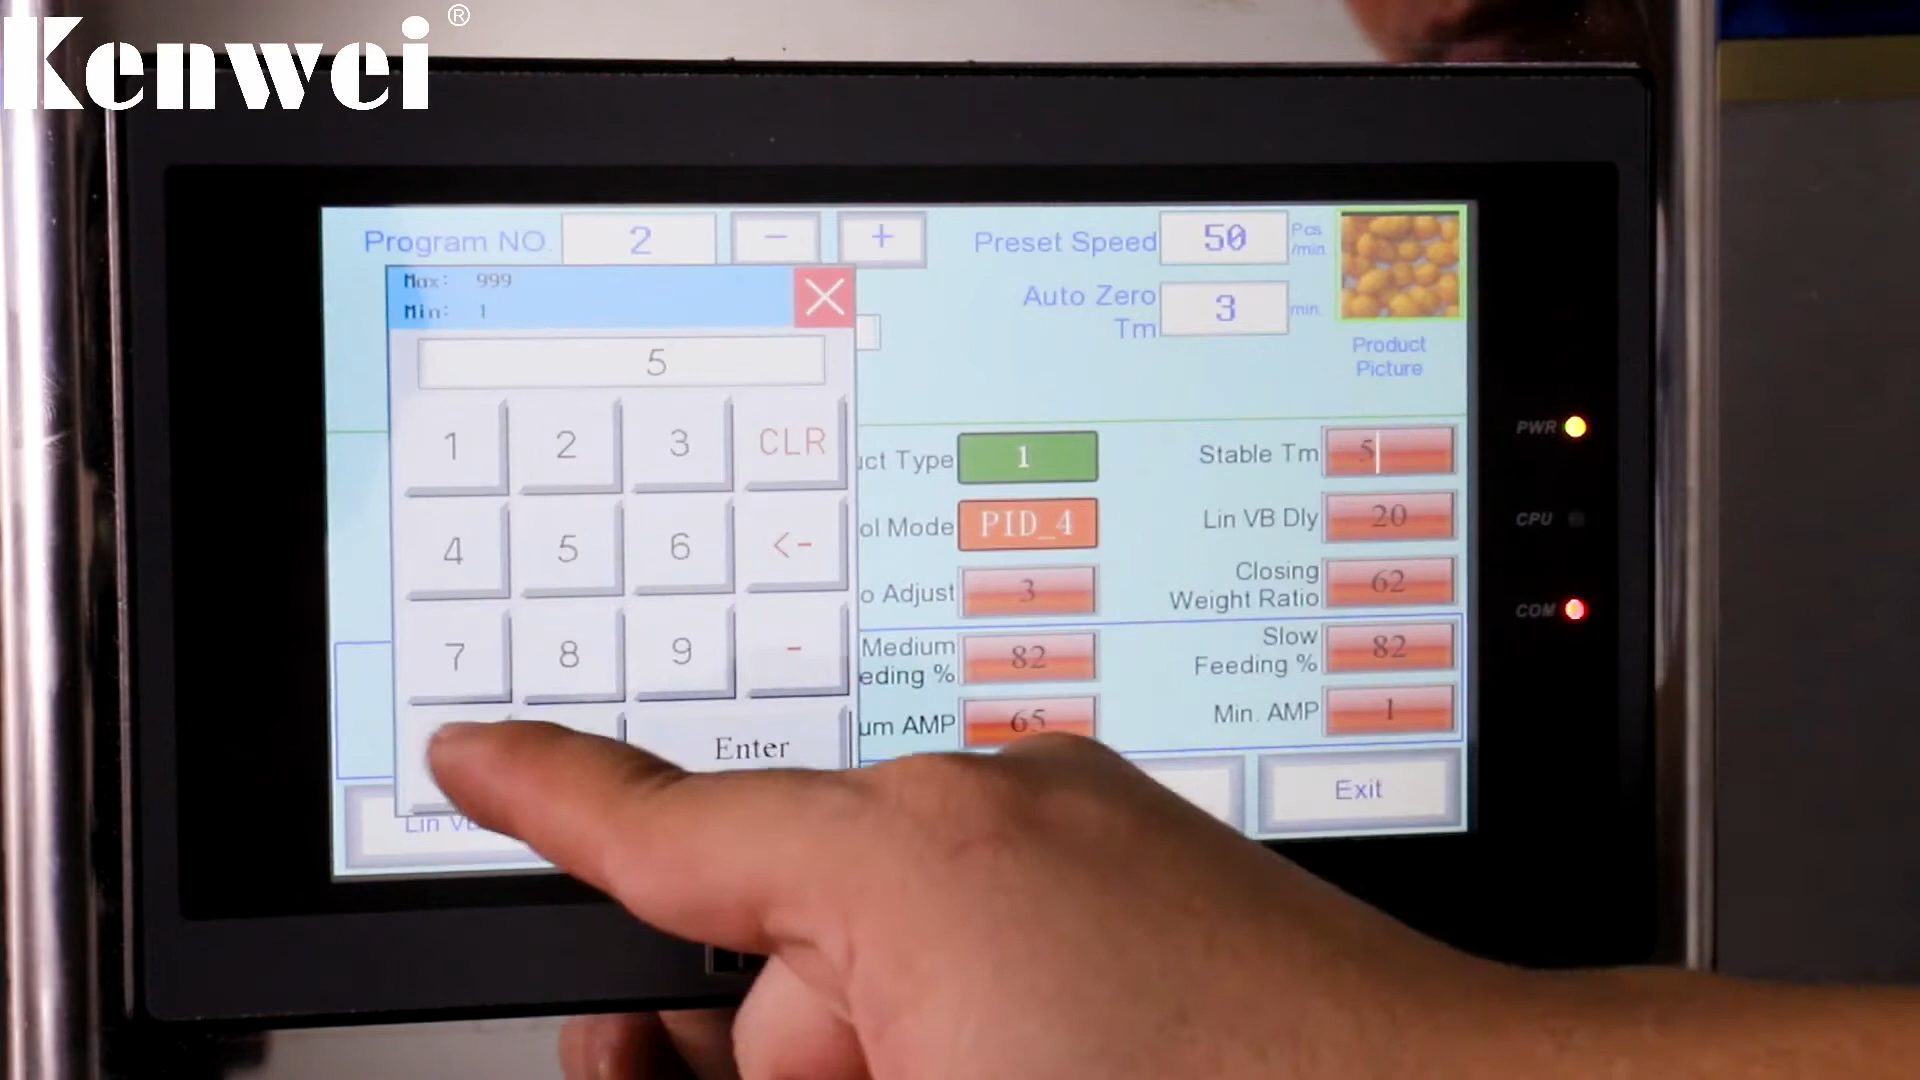 Kenwei®
Program NO. 2 − +
Preset Speed 50 Pcs /min.
Auto Zero Tm 3 min.
Product Picture
Max: 999
Min: 1
5
1 2 3 CLR
4 5 6 <-
7 8 9 -
Enter
uct Type 1
ol Mode PID_4
o Adjust 3
Medium eding % 82
um AMP 65
Stable Tm 5
Lin VB Dly 20
Closing Weight Ratio 62
Slow Feeding % 82
Min. AMP 1
Lin VB
Exit
PWR
CPU
COM